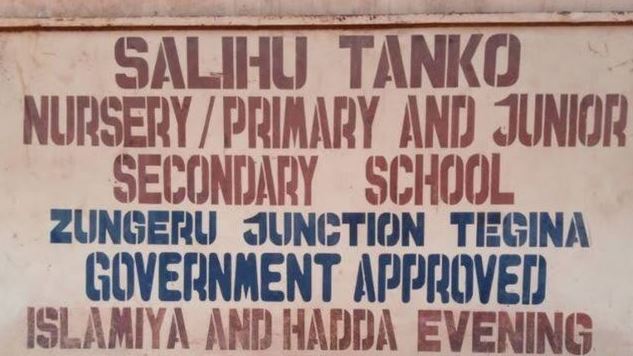 SALIHU TANKO
NURSERY/PRIMARY AND JUNIOR
SECONDARY SCHOOL
ZUNGERU JUNCTION TEGINA
GOVERNMENT APPROVED
ISLAMIYA AND HADDA EVENING